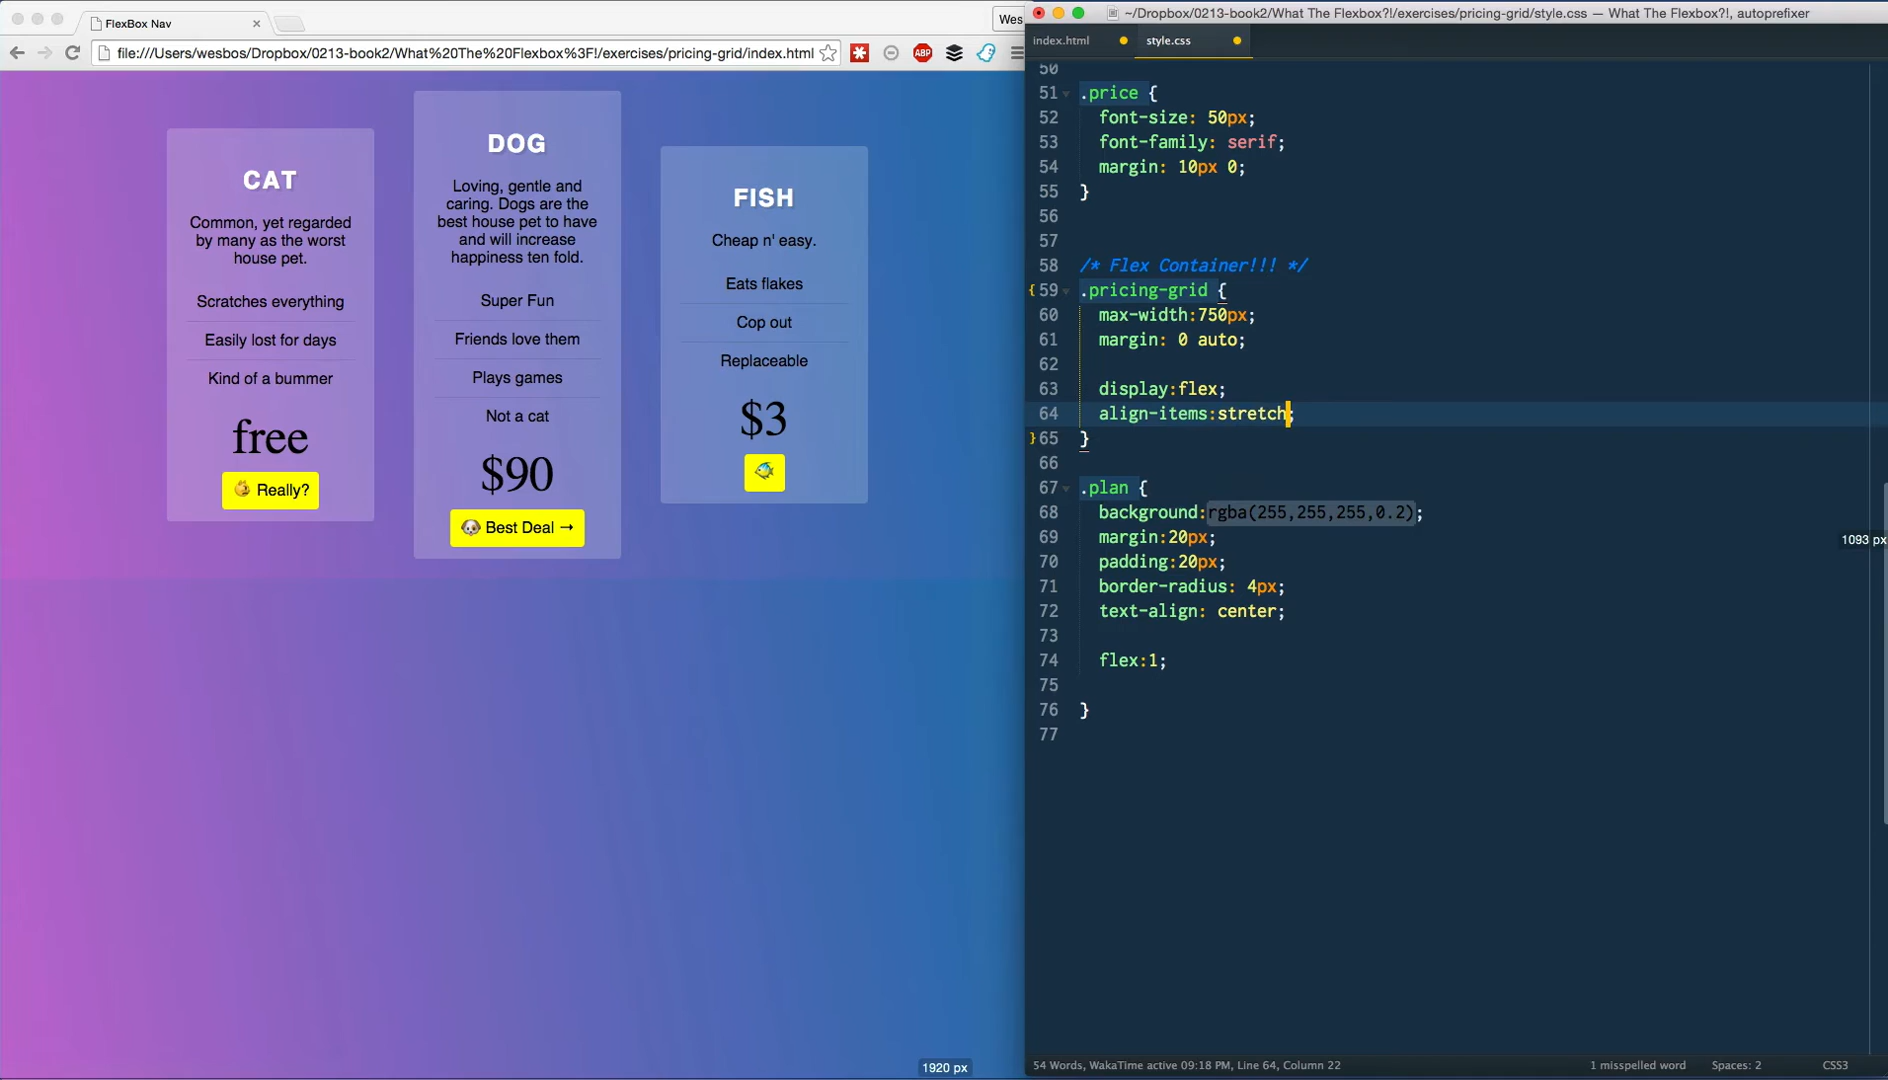 FlexBox Nav
Wes
file:///Users/wesbos/Dropbox/0213-book2/What%20The%20Flexbox%3F!/exercises/pricing-grid/index.html
ABP
CAT
Common, yet regarded
by many as the worst
house pet.
Scratches everything
Easily lost for days
Kind of a bummer
free
Really?
DOG
Loving, gentle and
caring. Dogs are the
best house pet to have
and will increase
happiness ten fold.
Super Fun
Friends love them
Plays games
Not a cat
$90
Best Deal →
FISH
Cheap n' easy.
Eats flakes
Cop out
Replaceable
$3
1920 px
~/Dropbox/0213-book2/What The Flexbox?!/exercises/pricing-grid/style.css — What The Flexbox?!, autoprefixer
index.html
style.css
50
51 .price {
52 font-size: 50px;
53 font-family: serif;
54 margin: 10px 0;
55 }
56
57
58 /* Flex Container!!! */
59 .pricing-grid {
60 max-width:750px;
61 margin: 0 auto;
62
63 display:flex;
64 align-items:stretch;
65 }
66
67 .plan {
68 background:rgba(255,255,255,0.2);
69 margin:20px;
70 padding:20px;
71 border-radius: 4px;
72 text-align: center;
73
74 flex:1;
75
76 }
77
1093 px
54 Words, WakaTime active 09:18 PM, Line 64, Column 22
1 misspelled word
Spaces: 2
CSS3